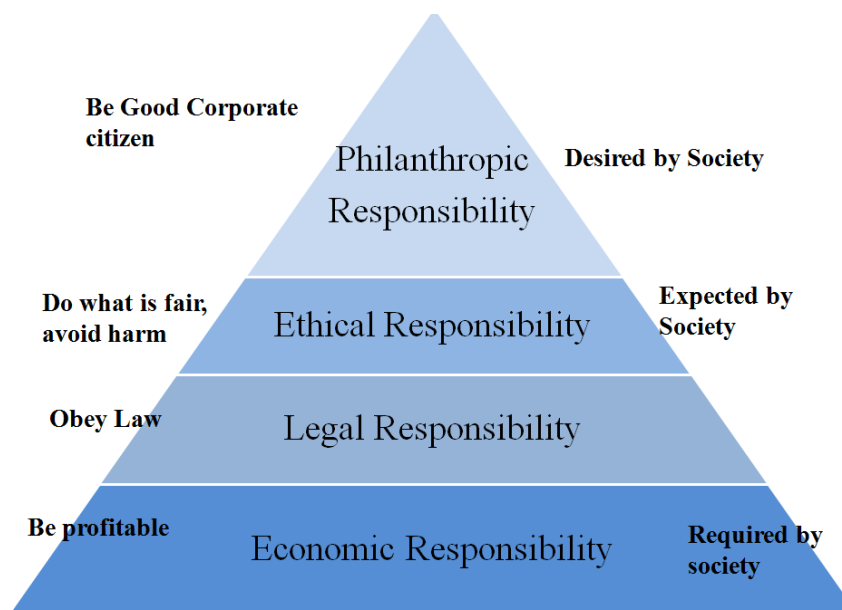 Be Good Corporate
citizen
Philanthropic
Responsibility
Desired by Society
Do what is fair,
avoid harm
Ethical Responsibility
Expected by
Society
Obey Law
Legal Responsibility
Be profitable
Economic Responsibility
Required by
society